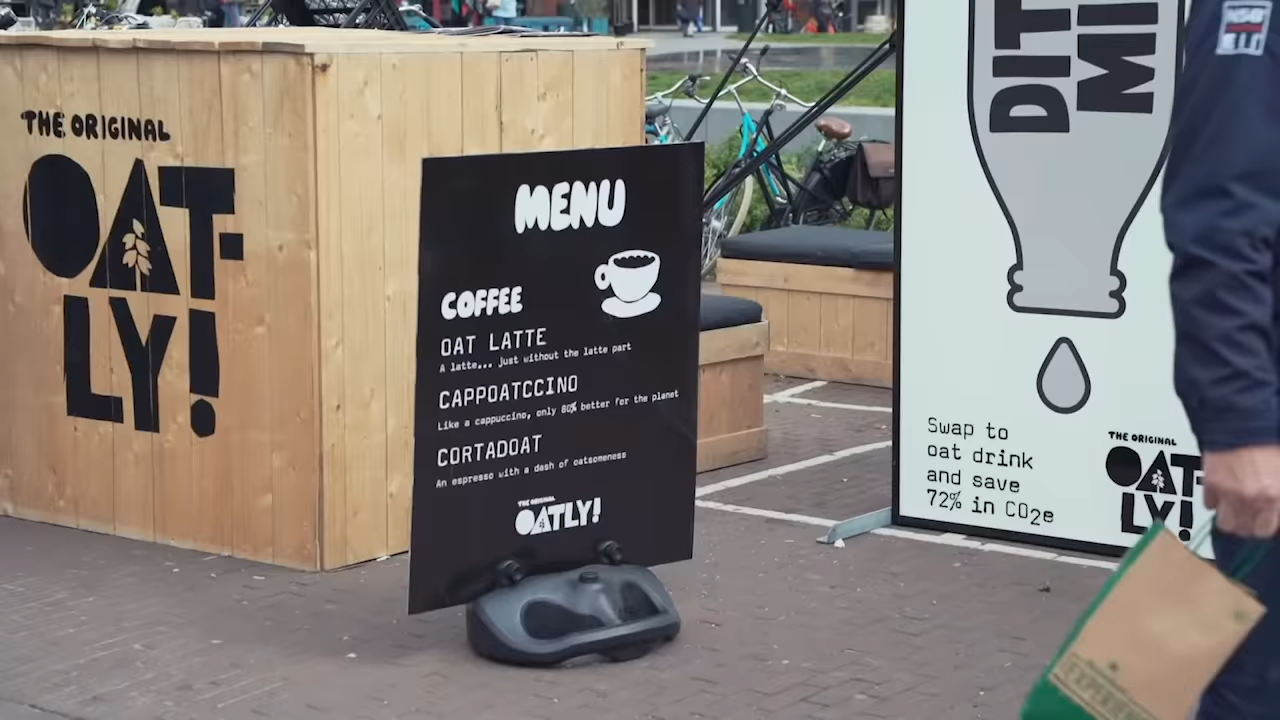 THE ORIGINAL
OAT-
LY!
MENU
COFFEE
OAT LATTE
A latte... just without the latte part
CAPPOATCCINO
Like a cappuccino, only 80% better for the planet
CORTADOAT
An espresso with a dash of oatsomeness
THE ORIGINAL
OATLY!
DIT
MI
Swap to
oat drink
and save
72% in CO2e
THE ORIGINAL
OAT-
LY!